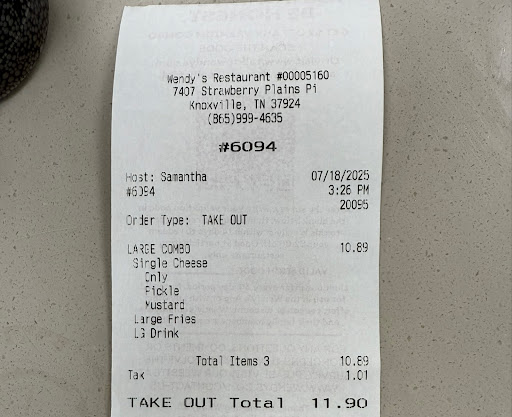 Wendy's Restaurant #00005160
7407 Strawberry Plains Pi
Knoxville, TN 37924
(865)999-4635
#6094
Host: Samantha 07/18/2025
#6094 3:26 PM
20095
Order Type: TAKE OUT
LARGE COMBO 10.89
Single Cheese
Only
Pickle
Mustard
Large Fries
LG Drink
Total Items 3 10.89
Tax 1.01
TAKE OUT Total 11.90